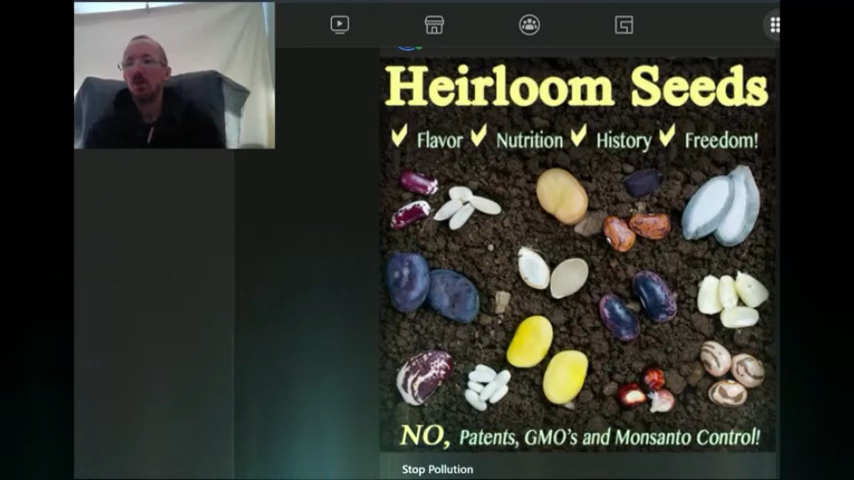 Heirloom Seeds
Flavor Nutrition History Freedom!
NO, Patents, GMO's and Monsanto Control!
Stop Pollution